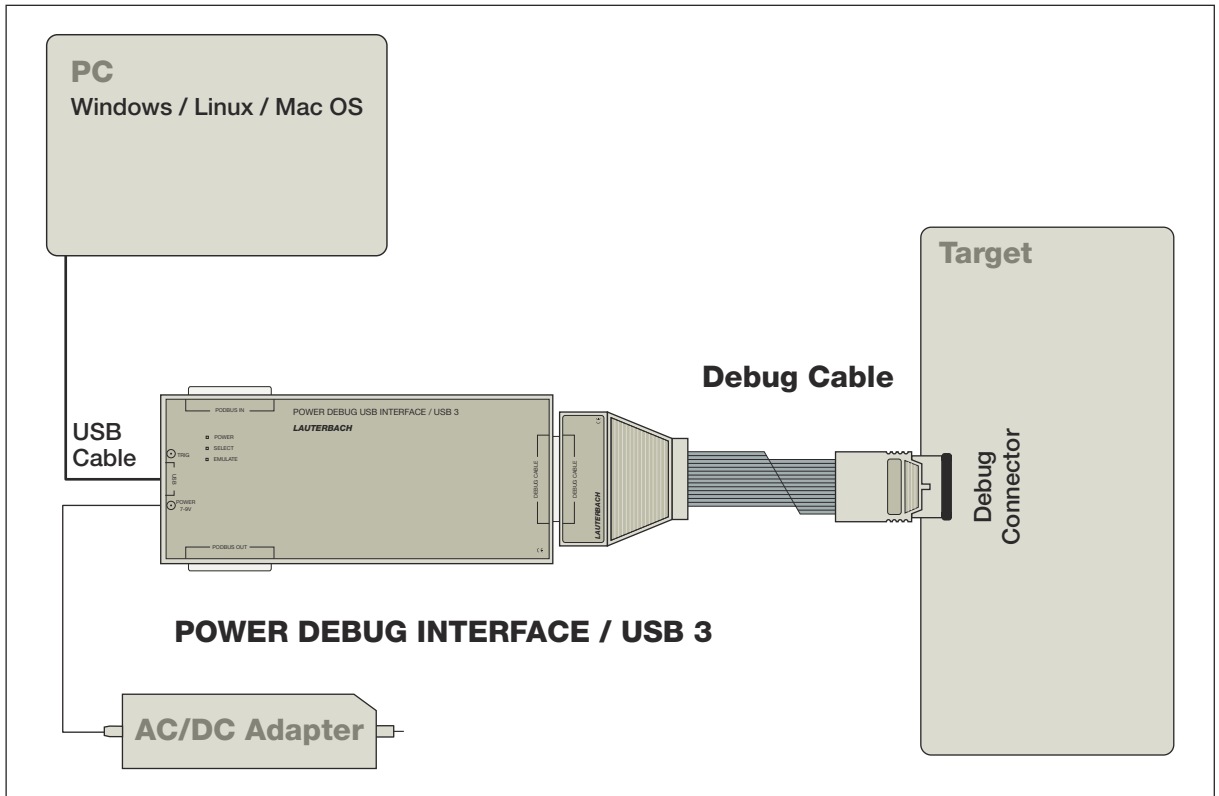 PC
Windows / Linux / Mac OS
Target
Debug Cable
USB
Cable
PODBUS IN
POWER DEBUG USB INTERFACE / USB 3
LAUTERBACH
POWER
SELECT
EMULATE
TRIG
USB
POWER
7-9V
PODBUS OUT
DEBUG CABLE
DEBUG CABLE
LAUTERBACH
Debug
Connector
POWER DEBUG INTERFACE / USB 3
AC/DC Adapter